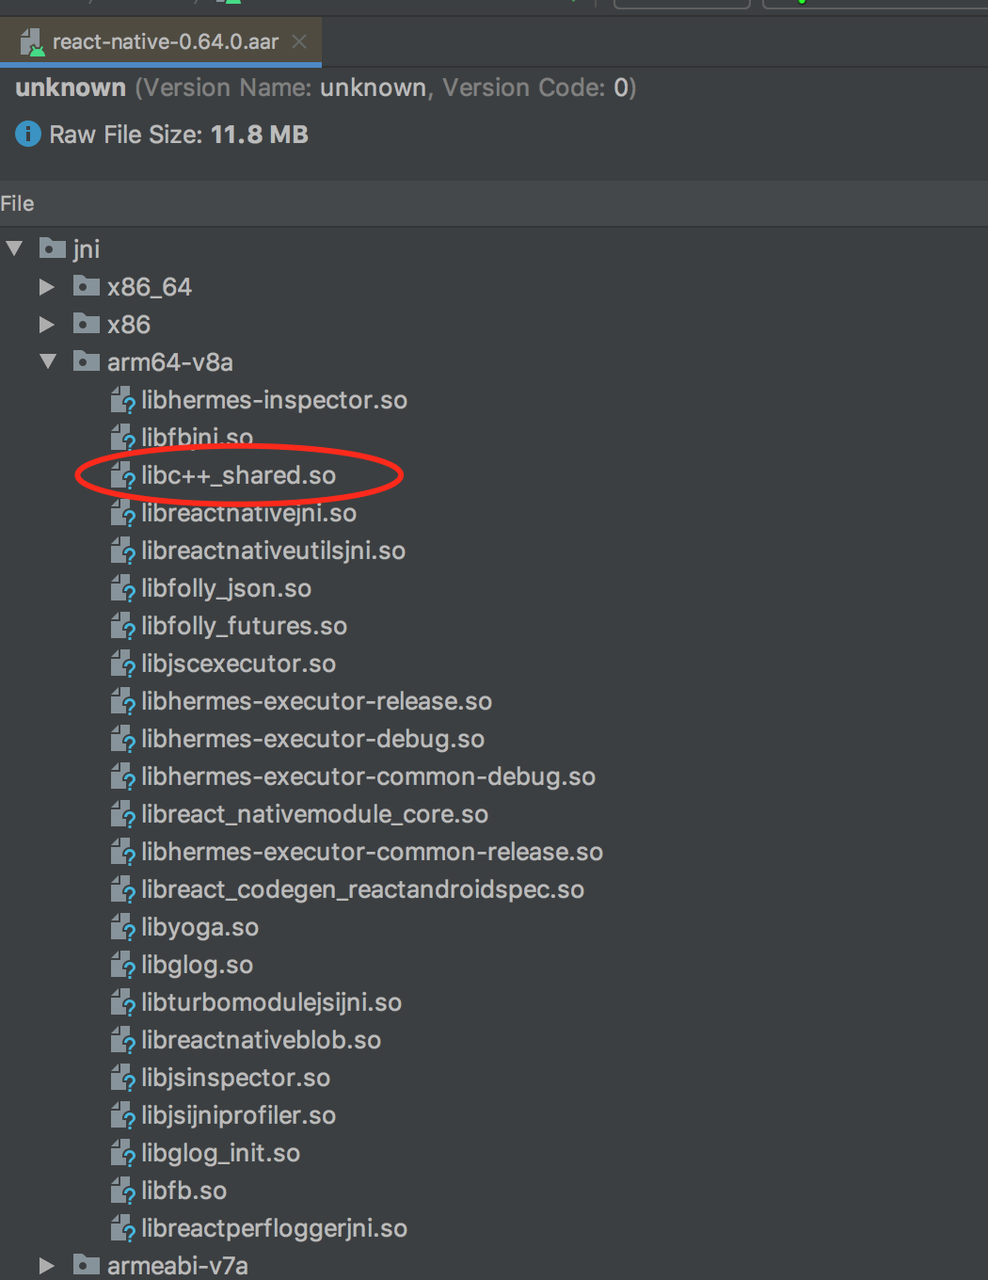 react-native-0.64.0.aar
unknown (Version Name: unknown, Version Code: 0)
Raw File Size: 11.8 MB
File
jni
x86_64
x86
arm64-v8a
libhermes-inspector.so
libfbjni.so
libc++_shared.so
libreactnativejni.so
libreactnativeutilsjni.so
libfolly_json.so
libfolly_futures.so
libjscexecutor.so
libhermes-executor-release.so
libhermes-executor-debug.so
libhermes-executor-common-debug.so
libreact_nativemodule_core.so
libhermes-executor-common-release.so
libreact_codegen_reactandroidspec.so
libyoga.so
libglog.so
libturbomodulejsijni.so
libreactnativeblob.so
libjsinspector.so
libjsijniprofiler.so
libglog_init.so
libfb.so
libreactperfloggerjni.so
armeabi-v7a